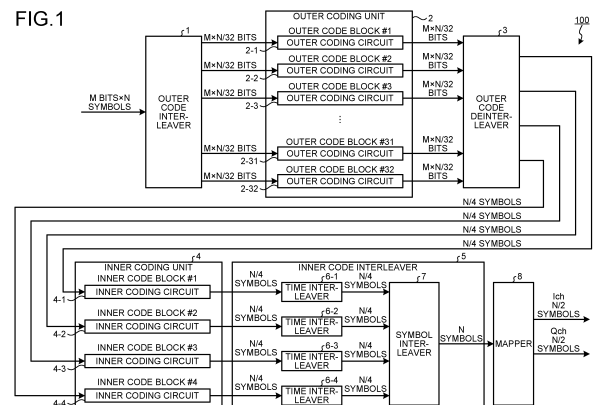 FIG.1
100
1
OUTER CODING UNIT
2
3
M×N/32 BITS
OUTER CODE BLOCK #1
M×N/32
BITS
OUTER CODING CIRCUIT
2-1
M×N/32 BITS
OUTER CODE BLOCK #2
M×N/32
BITS
OUTER CODING CIRCUIT
2-2
M×N/32 BITS
OUTER CODE BLOCK #3
M×N/32
BITS
OUTER CODING CIRCUIT
2-3
M BITS×N
SYMBOLS
OUTER
CODE
INTER-
LEAVER
OUTER
CODE
DEINTER-
LEAVER
⋮
M×N/32 BITS
OUTER CODE BLOCK #31
M×N/32
BITS
OUTER CODING CIRCUIT
2-31
M×N/32 BITS
OUTER CODE BLOCK #32
M×N/32
BITS
OUTER CODING CIRCUIT
2-32
N/4 SYMBOLS
N/4 SYMBOLS
N/4 SYMBOLS
N/4 SYMBOLS
4
5
INNER CODING UNIT
INNER CODE INTERLEAVER
INNER CODE BLOCK #1
INNER CODING CIRCUIT
4-1
N/4
SYMBOLS
6-1
TIME INTER-
LEAVER
N/4
SYMBOLS
7
8
INNER CODE BLOCK #2
INNER CODING CIRCUIT
4-2
N/4
SYMBOLS
6-2
TIME INTER-
LEAVER
N/4
SYMBOLS
INNER CODE BLOCK #3
INNER CODING CIRCUIT
4-3
N/4
SYMBOLS
6-3
TIME INTER-
LEAVER
N/4
SYMBOLS
INNER CODE BLOCK #4
INNER CODING CIRCUIT
4-4
N/4
SYMBOLS
6-4
TIME INTER-
LEAVER
N/4
SYMBOLS
SYMBOL
INTER-
LEAVER
N
SYMBOLS
MAPPER
Ich
N/2
SYMBOLS
Qch
N/2
SYMBOLS